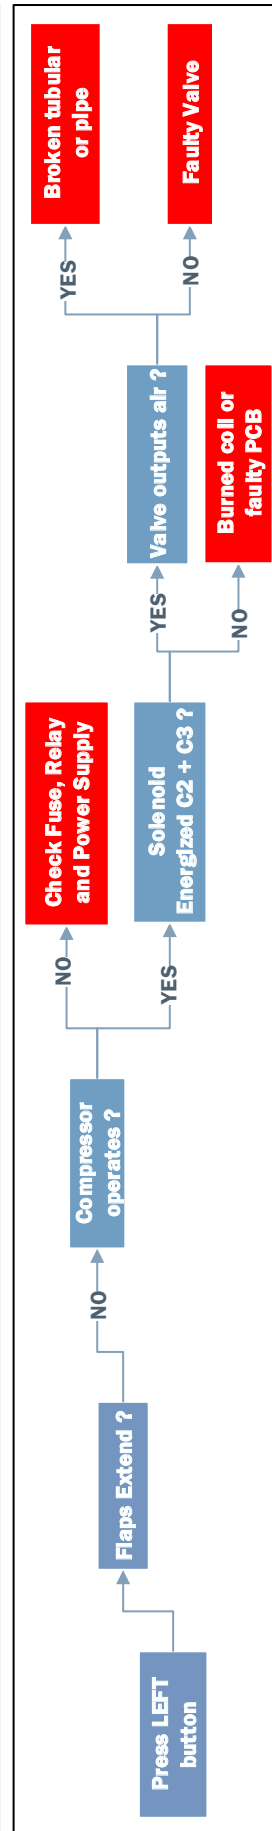 Press LEFT
button
Flaps Extend ?
NO
Compressor
operates ?
NO
Check Fuse, Relay
and Power Supply
YES
Solenoid
Energized C2 + C3 ?
YES
Valve outputs air ?
NO
Burned coil or
faulty PCB
YES
Broken tubular
or pipe
NO
Faulty Valve